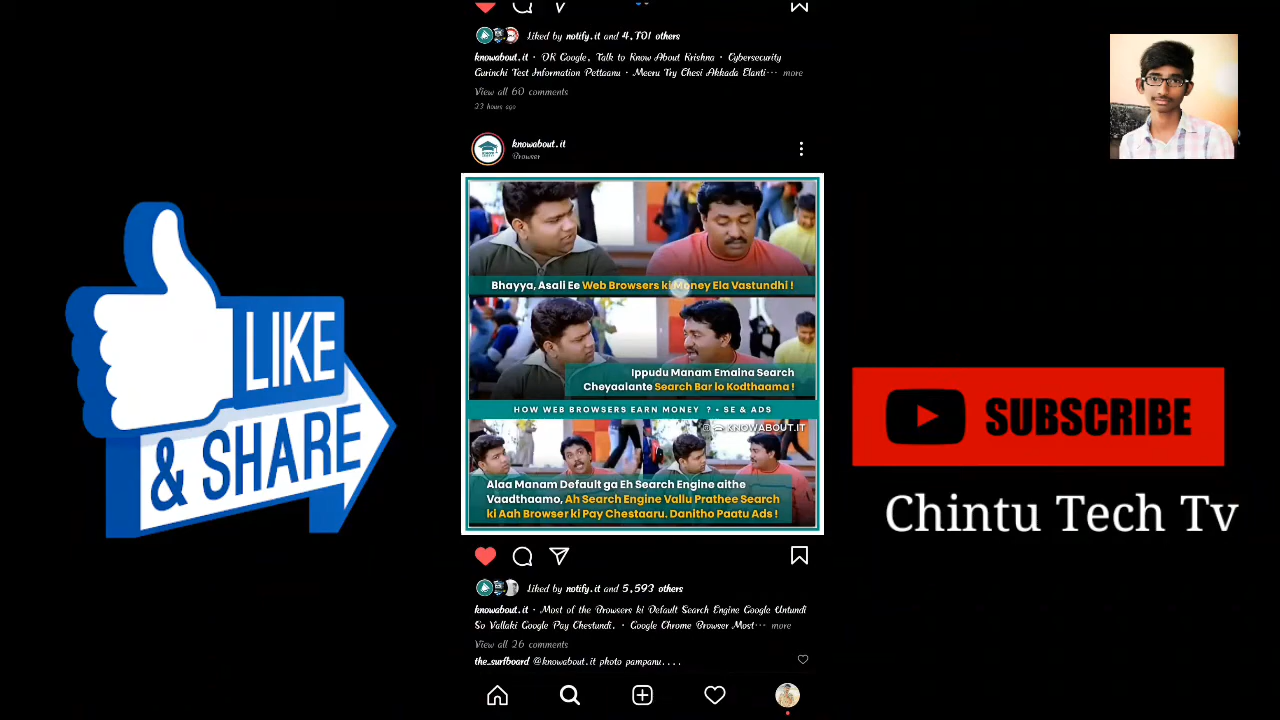 Liked by notify.it and 4,701 others
knowabout.it • OK Google, Talk to Know About Krishna • Cybersecurity
Gurinchi Test Information Pettaanu • Meeru Try Chesi Akkada Elanti... more
View all 60 comments
23 hours ago
knowabout.it
Browser
Bhayya, Asali Ee Web Browsers ki Money Ela Vastundhi !
Ippudu Manam Emaina Search
Cheyaalante Search Bar lo Kodthaama !
HOW WEB BROWSERS EARN MONEY ? • SE & ADS
KNOWABOUT.IT
Alaa Manam Default ga Eh Search Engine aithe
Vaadthaamo, Ah Search Engine Vallu Prathee Search
ki Aah Browser ki Pay Chestaaru. Danitho Paatu Ads !
Liked by notify.it and 5,593 others
knowabout.it • Most of the Browsers ki Default Search Engine Google Untundi
So Vallaki Google Pay Chestundi. • Google Chrome Browser Most... more
View all 26 comments
the_surfboard @knowabout.it photo pampanu....
LIKE
& SHARE
SUBSCRIBE
Chintu Tech Tv